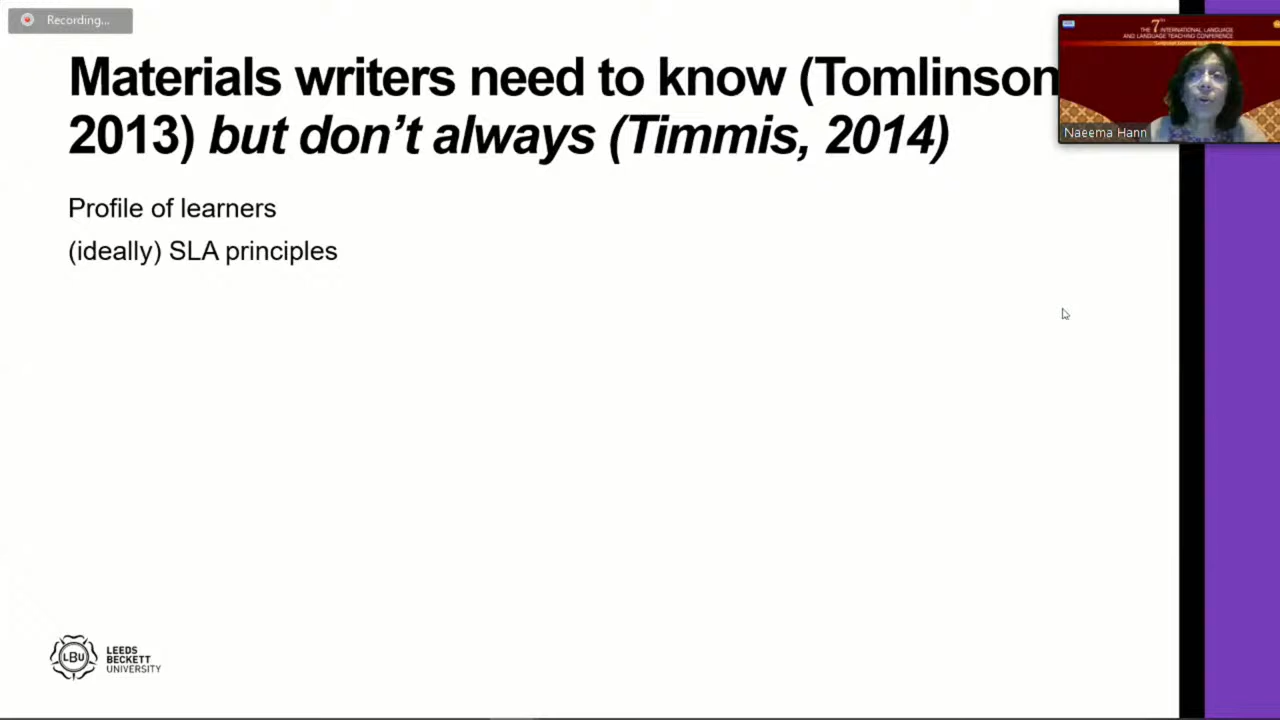 Recording...
Materials writers need to know (Tomlinson
2013) but don’t always (Timmis, 2014)
Profile of learners
(ideally) SLA principles
THE 7TH INTERNATIONAL LANGUAGE
AND LANGUAGE TEACHING CONFERENCE
Naeema Hann
LBU
LEEDS
BECKETT
UNIVERSITY